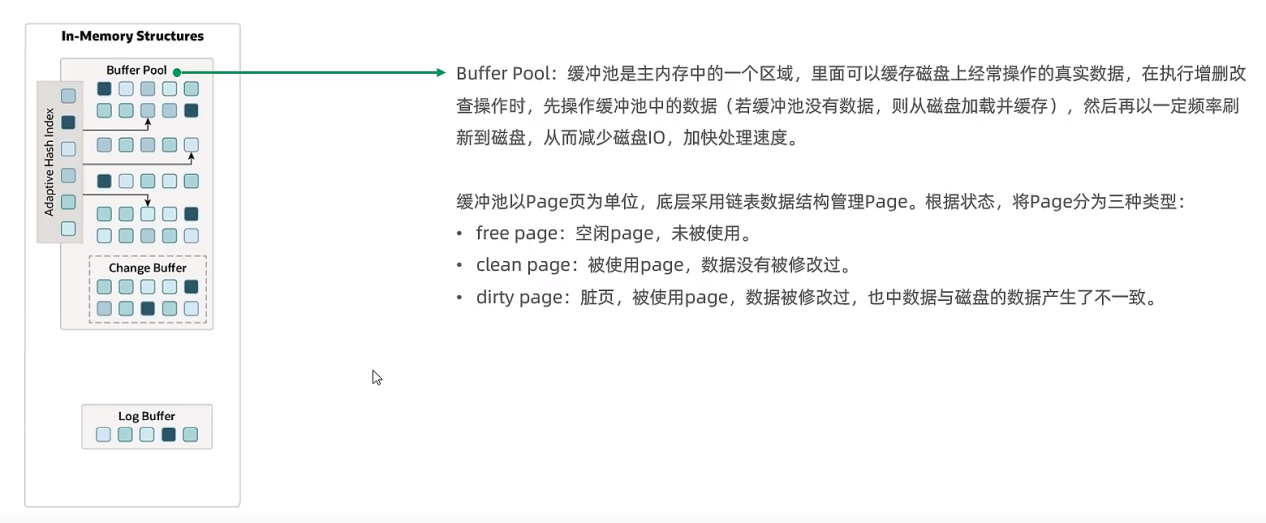 In-Memory Structures
Buffer Pool
Adaptive Hash Index
Change Buffer
Log Buffer
Buffer Pool：缓冲池是主内存中的一个区域，里面可以缓存磁盘上经常操作的真实数据，在执行增删改
查操作时，先操作缓冲池中的数据（若缓冲池没有数据，则从磁盘加载并缓存），然后再以一定频率刷
新到磁盘，从而减少磁盘IO，加快处理速度。
缓冲池以Page页为单位，底层采用链表数据结构管理Page。根据状态，将Page分为三种类型：
• free page：空闲page，未被使用。
• clean page：被使用page，数据没有被修改过。
• dirty page：脏页，被使用page，数据被修改过，也中数据与磁盘的数据产生了不一致。